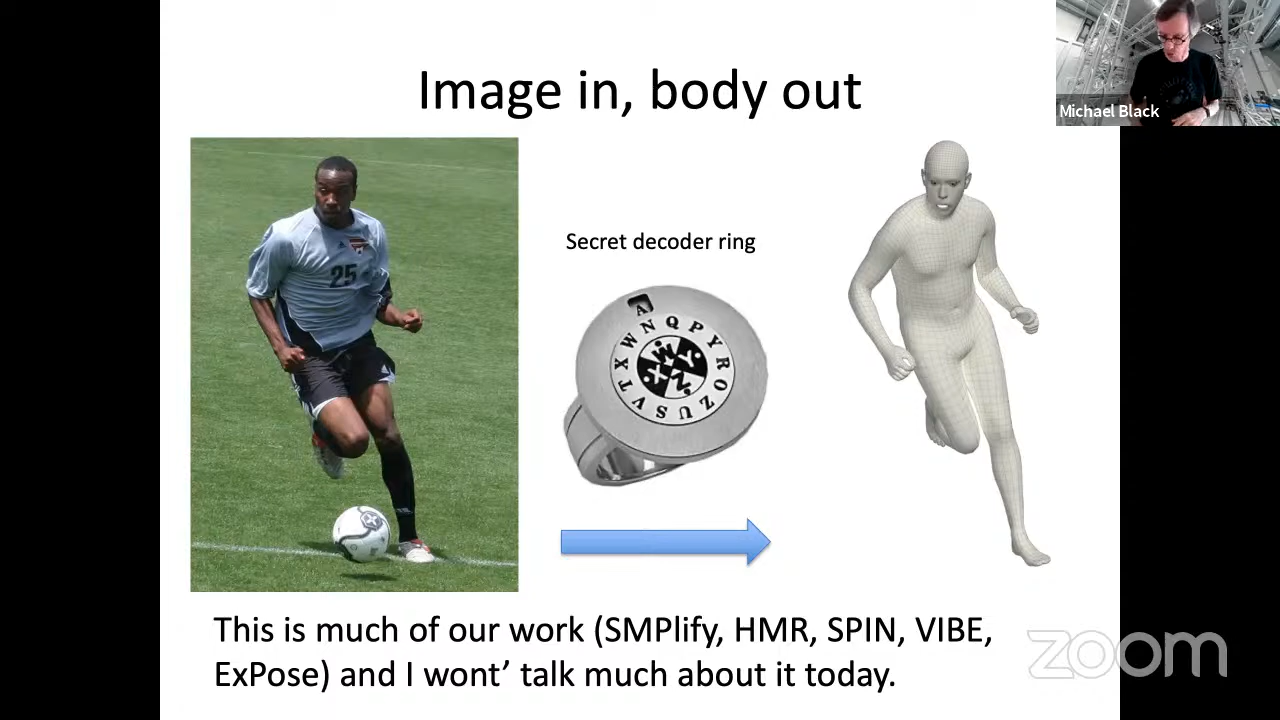 Image in, body out
Michael Black
25
Secret decoder ring
A
W N Q P Y R O Z U S V T X
W Y Z X
This is much of our work (SMPlify, HMR, SPIN, VIBE,
ExPose) and I wont’ talk much about it today.
zoom